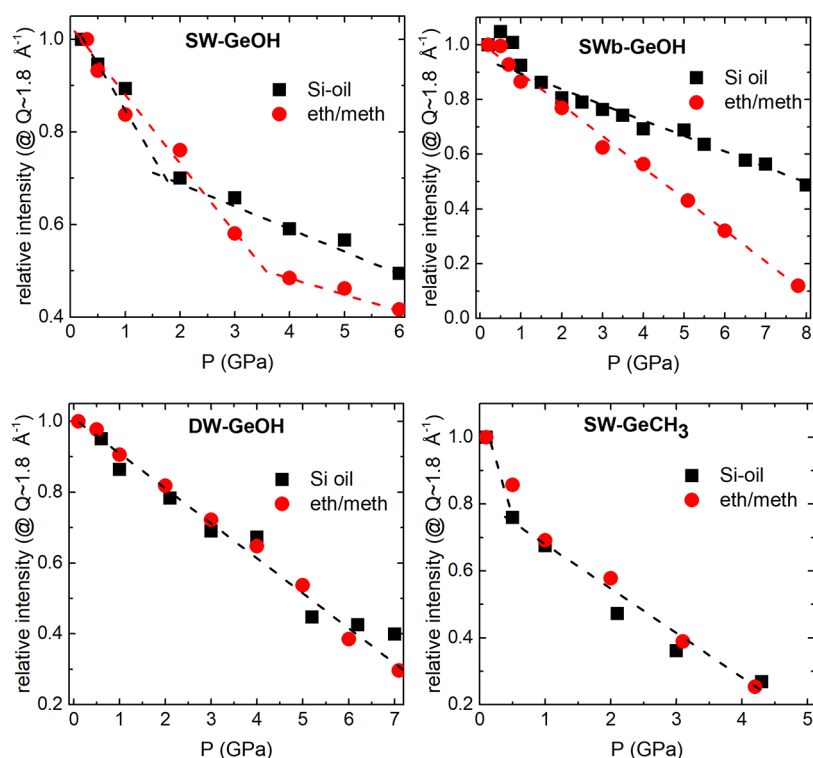 SW-GeOH
Si-oil
eth/meth
relative intensity (@ Q~1.8 Å⁻¹)
1.0
0.8
0.6
0.4
0 1 2 3 4 5 6
P (GPa)
SWb-GeOH
Si oil
eth/meth
relative intensity (@ Q~1.8 Å⁻¹)
1.0
0.8
0.6
0.4
0.2
0.0
0 1 2 3 4 5 6 7 8
P (GPa)
DW-GeOH
Si oil
eth/meth
relative intensity (@ Q~1.8 Å⁻¹)
1.0
0.8
0.6
0.4
0.2
0 1 2 3 4 5 6 7
P (GPa)
SW-GeCH₃
Si-oil
eth/meth
relative intensity (@ Q~1.8 Å⁻¹)
1.0
0.8
0.6
0.4
0.2
0 1 2 3 4 5
P (GPa)